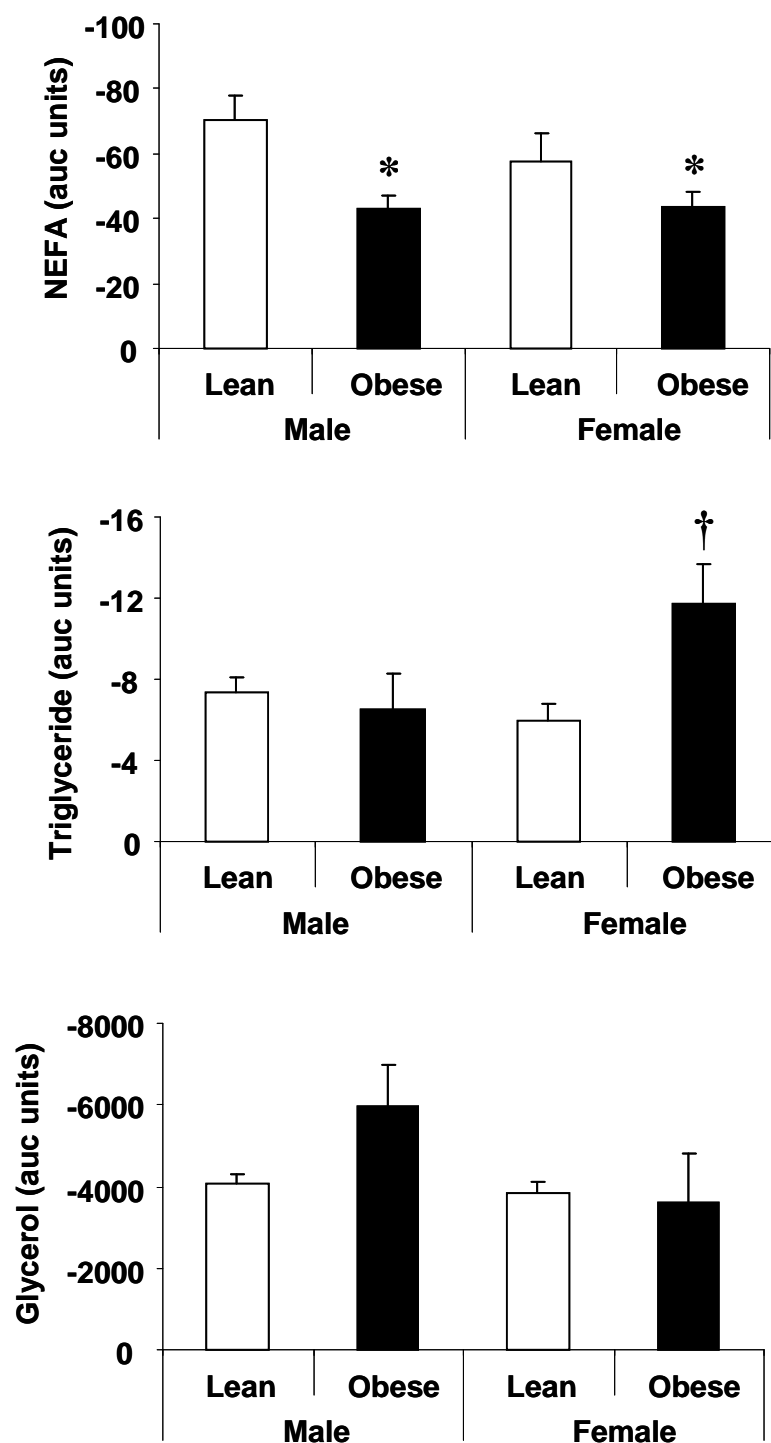 NEFA (auc units)
-100
-80
-60
-40
-20
0
*
*
Lean Obese Lean Obese
Male Female
Triglyceride (auc units)
-16
-12
-8
-4
0
†
Lean Obese Lean Obese
Male Female
Glycerol (auc units)
-8000
-6000
-4000
-2000
0
Lean Obese Lean Obese
Male Female